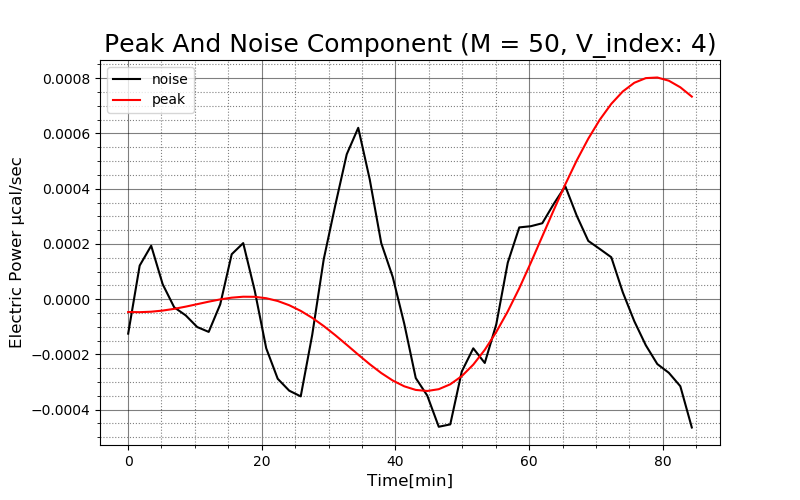 Peak And Noise Component (M = 50, V_index: 4)
noise
peak
0.0008
0.0006
0.0004
0.0002
0.0000
−0.0002
−0.0004
Electric Power μcal/sec
0 20 40 60 80
Time[min]